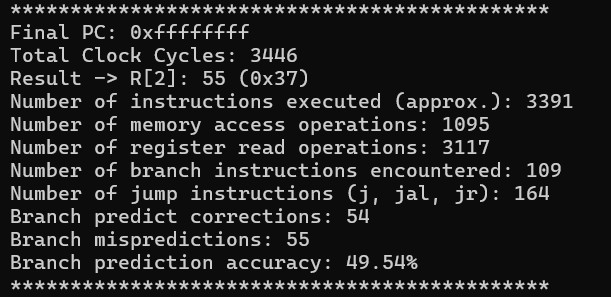 *********************************************
Final PC: 0xffffffff
Total Clock Cycles: 3446
Result -> R[2]: 55 (0x37)
Number of instructions executed (approx.): 3391
Number of memory access operations: 1095
Number of register read operations: 3117
Number of branch instructions encountered: 109
Number of jump instructions (j, jal, jr): 164
Branch predict corrections: 54
Branch mispredictions: 55
Branch prediction accuracy: 49.54%
*********************************************